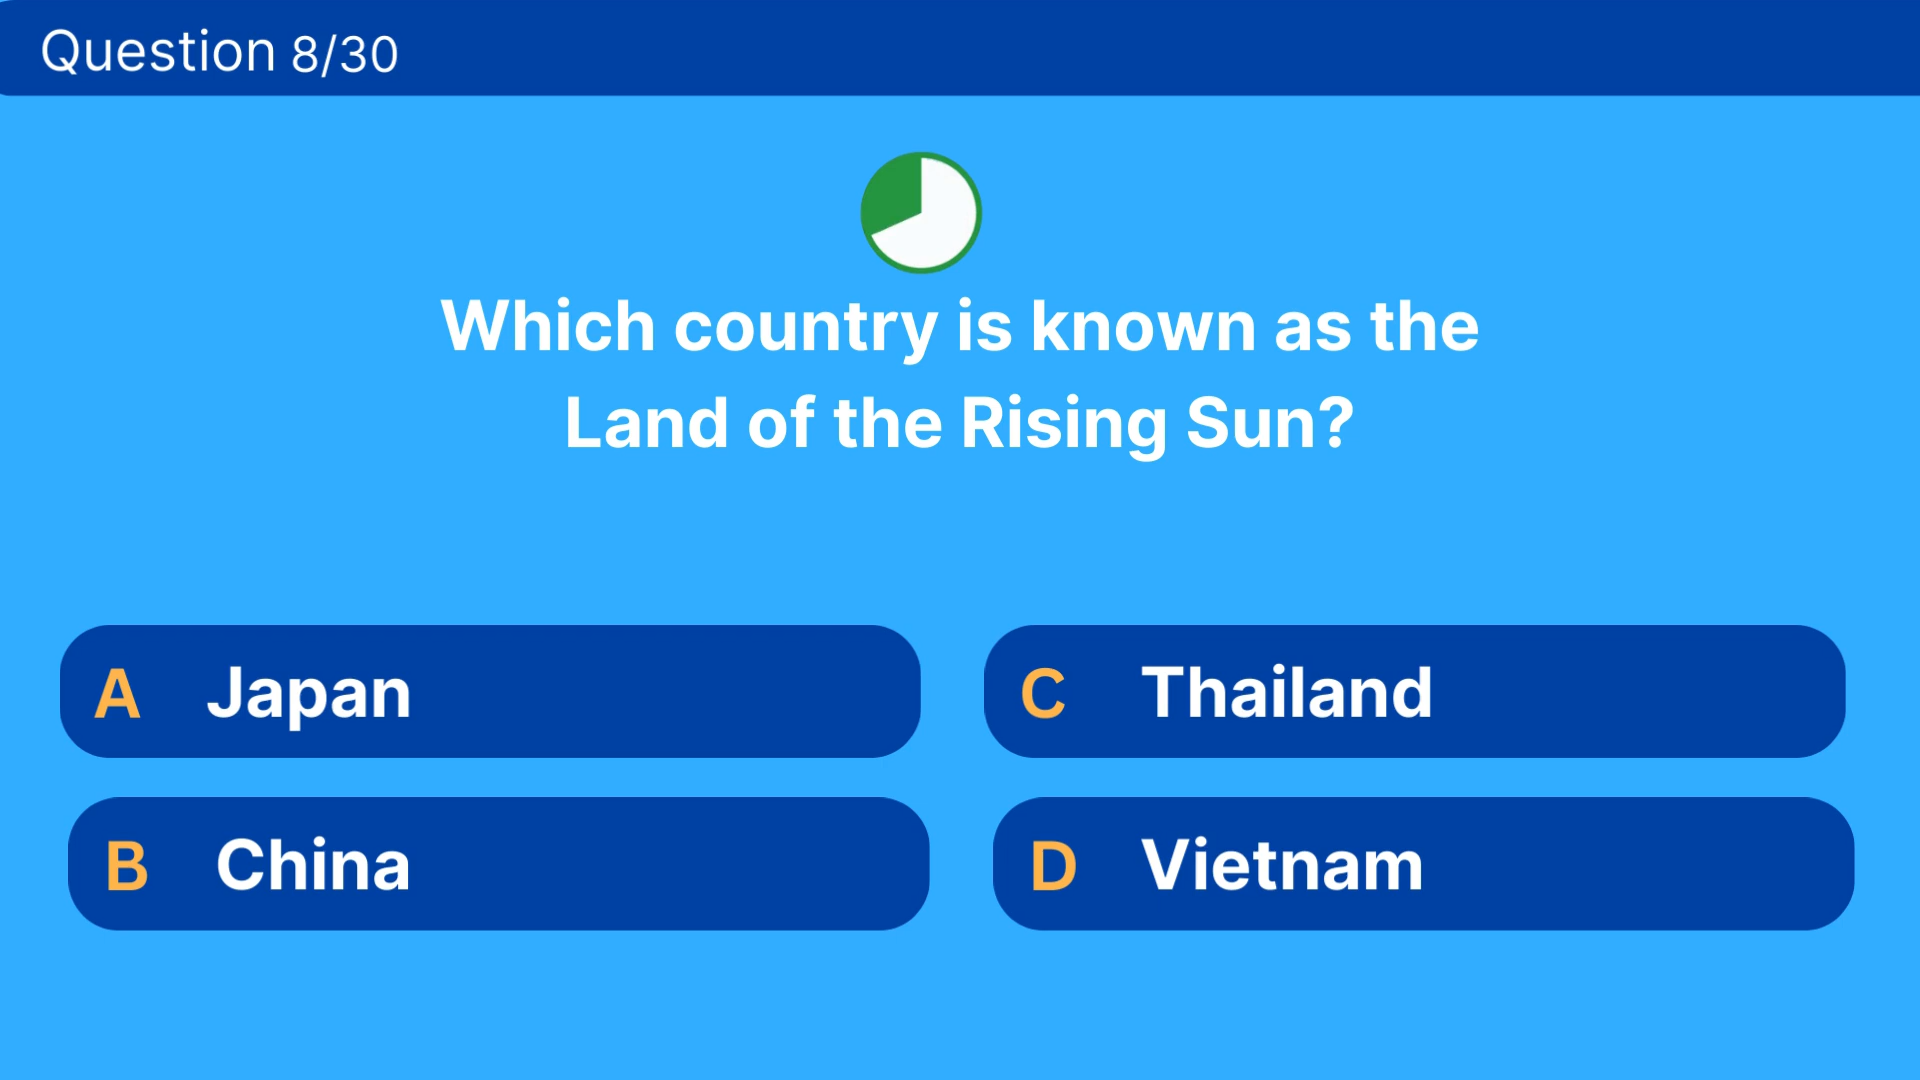 Question 8/30
Which country is known as the
Land of the Rising Sun?
A Japan
B China
C Thailand
D Vietnam